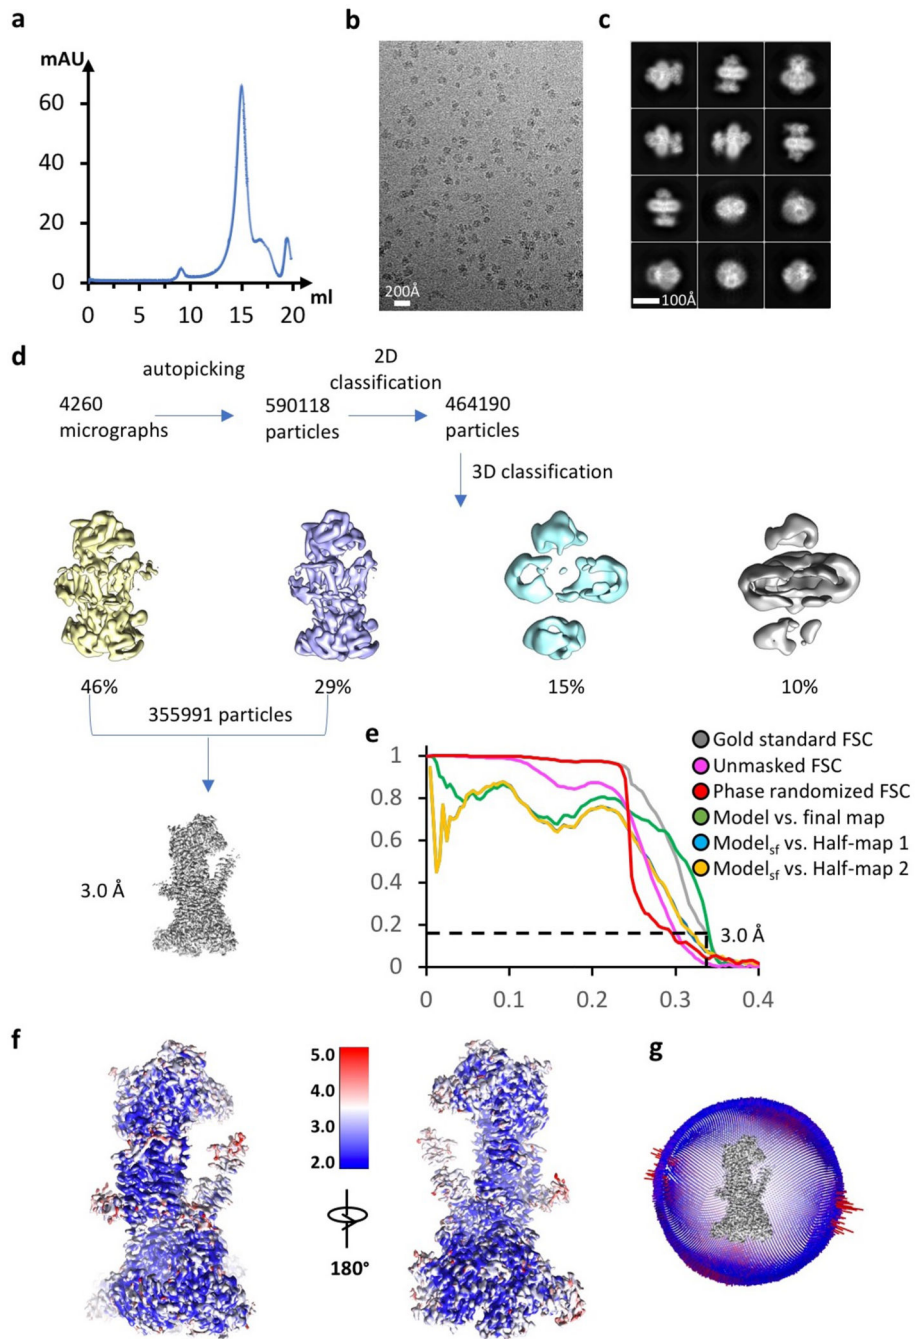 a
mAU
60
40
20
0
0
5
10
15
20
ml
b
200Å
c
100Å
d
autopicking
2D
classification
4260
micrographs
590118
particles
464190
particles
3D classification
46%
29%
15%
10%
355991 particles
3.0 Å
e
1
0.8
0.6
0.4
0.2
0
0
0.1
0.2
0.3
0.4
3.0 Å
Gold standard FSC
Unmasked FSC
Phase randomized FSC
Model vs. final map
Modelsf vs. Half-map 1
Modelsf vs. Half-map 2
f
5.0
4.0
3.0
2.0
180°
g